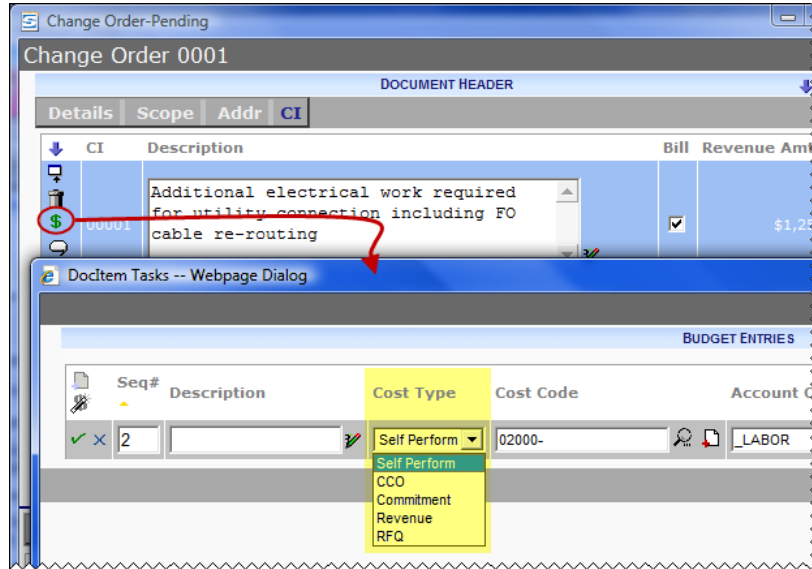 Change Order-Pending
Change Order 0001
DOCUMENT HEADER
Details Scope Addr CI
CI Description Bill Revenue Amt
$ 00001 Additional electrical work required
for utility connection including FO
cable re-routing
$1,25
DocItem Tasks -- Webpage Dialog
BUDGET ENTRIES
Seq# Description Cost Type Cost Code Account
2 Self Perform 02000- _LABOR
Self Perform
CCO
Commitment
Revenue
RFQ